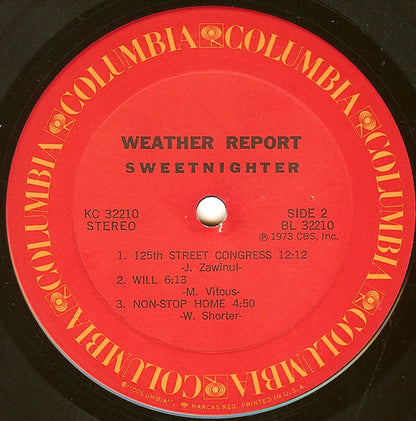 COLUMBIA COLUMBIA COLUMBIA COLUMBIA COLUMBIA COLUMBIA
WEATHER REPORT
SWEETNIGHTER
KC 32210 SIDE 2
STEREO BL 32210
Ⓟ 1973 CBS, Inc.
1. 125th STREET CONGRESS 12:12
-J. Zawinul-
2. WILL 6:13
-M. Vitous-
3. NON-STOP HOME 4:50
-W. Shorter-
®"COLUMBIA", MARCAS REG. PRINTED IN U.S.A.